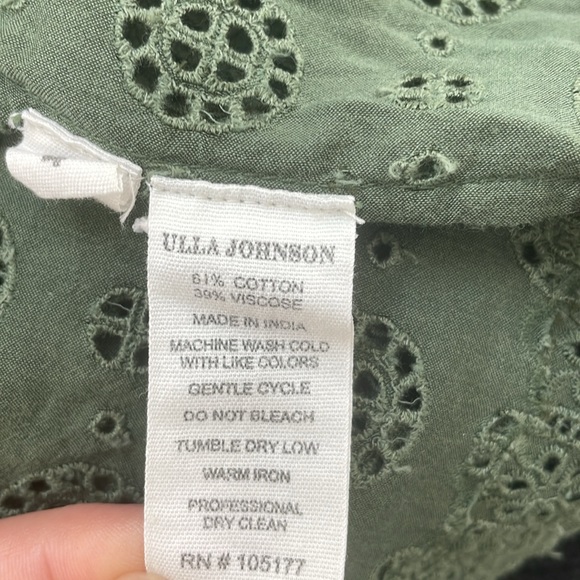 ULLA JOHNSON
61% COTTON
39% VISCOSE
MADE IN INDIA
MACHINE WASH COLD
WITH LIKE COLORS
GENTLE CYCLE
DO NOT BLEACH
TUMBLE DRY LOW
WARM IRON
PROFESSIONAL
DRY CLEAN
RN # 105177